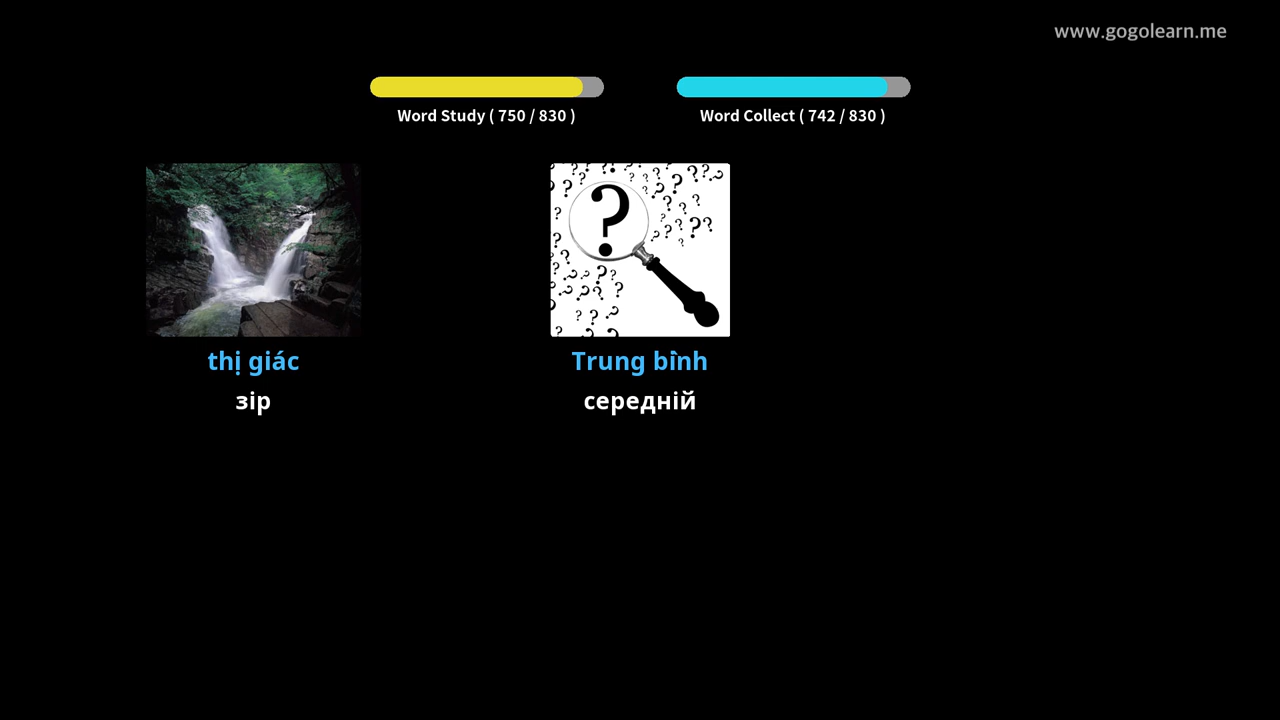 www.gogolearn.me
Word Study ( 750 / 830 )
Word Collect ( 742 / 830 )
thị giác
зір
Trung bình
середній